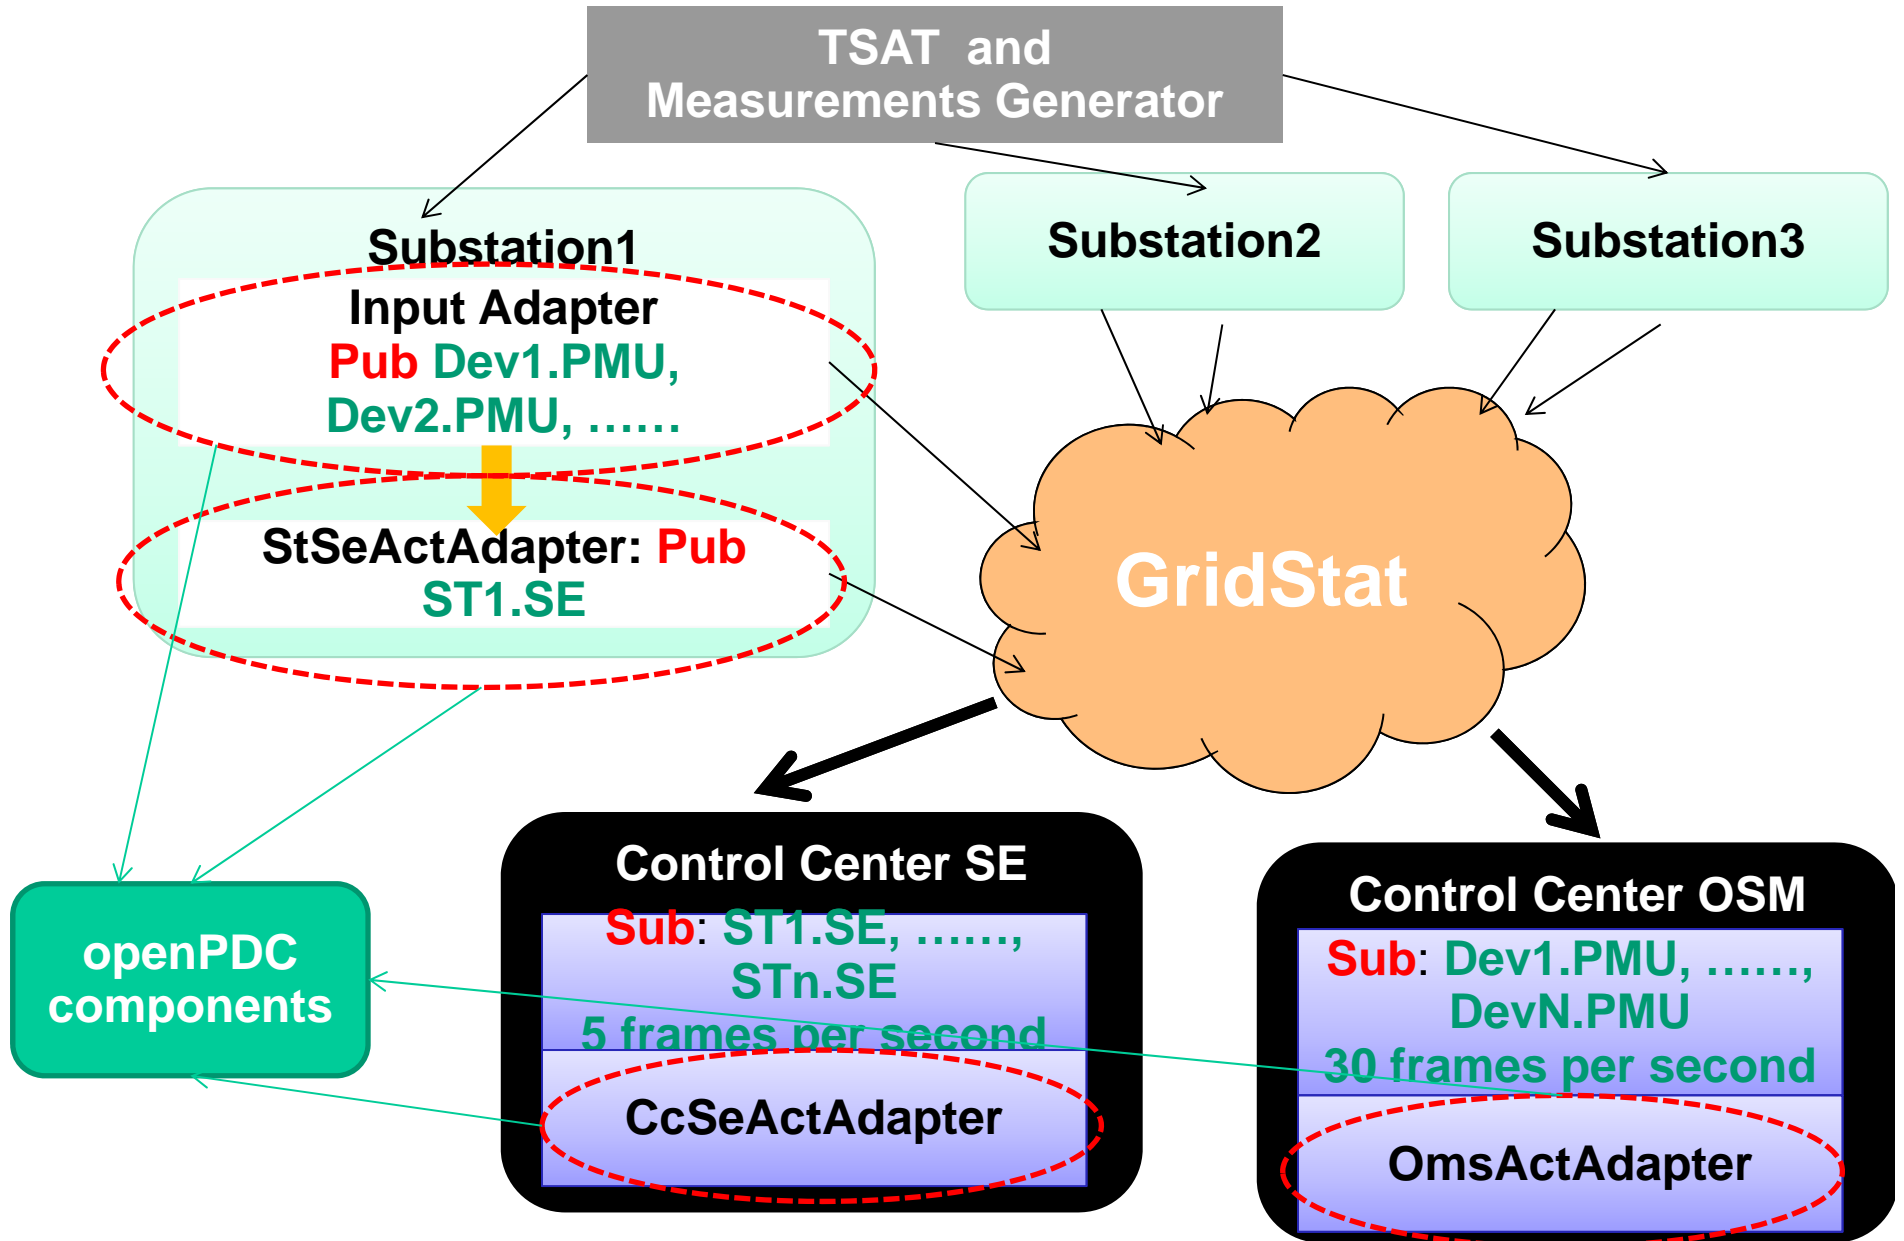 TSAT and
Measurements Generator
Substation1
Input Adapter
Pub Dev1.PMU,
Dev2.PMU, ......
StSeActAdapter: Pub
ST1.SE
Substation2
Substation3
GridStat
openPDC
components
Control Center SE
Sub: ST1.SE, ......,
STn.SE
5 frames per second
CcSeActAdapter
Control Center OSM
Sub: Dev1.PMU, ......,
DevN.PMU
30 frames per second
OmsActAdapter